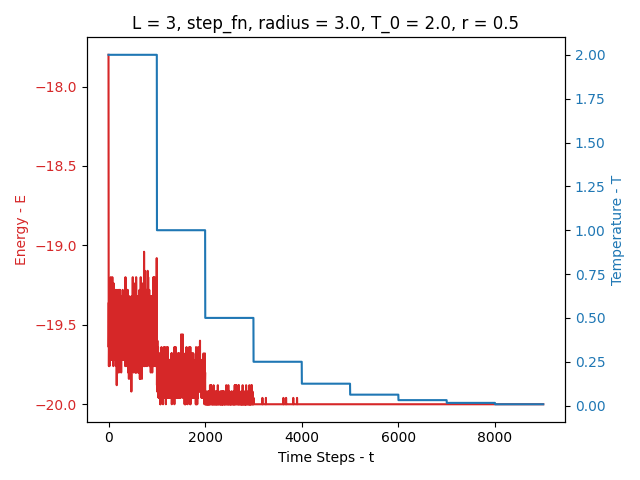 L = 3, step_fn, radius = 3.0, T_0 = 2.0, r = 0.5
Energy - E
−18.0
−18.5
−19.0
−19.5
−20.0
2.00
1.75
1.50
1.25
1.00
0.75
0.50
0.25
0.00
Temperature - T
0 2000 4000 6000 8000
Time Steps - t